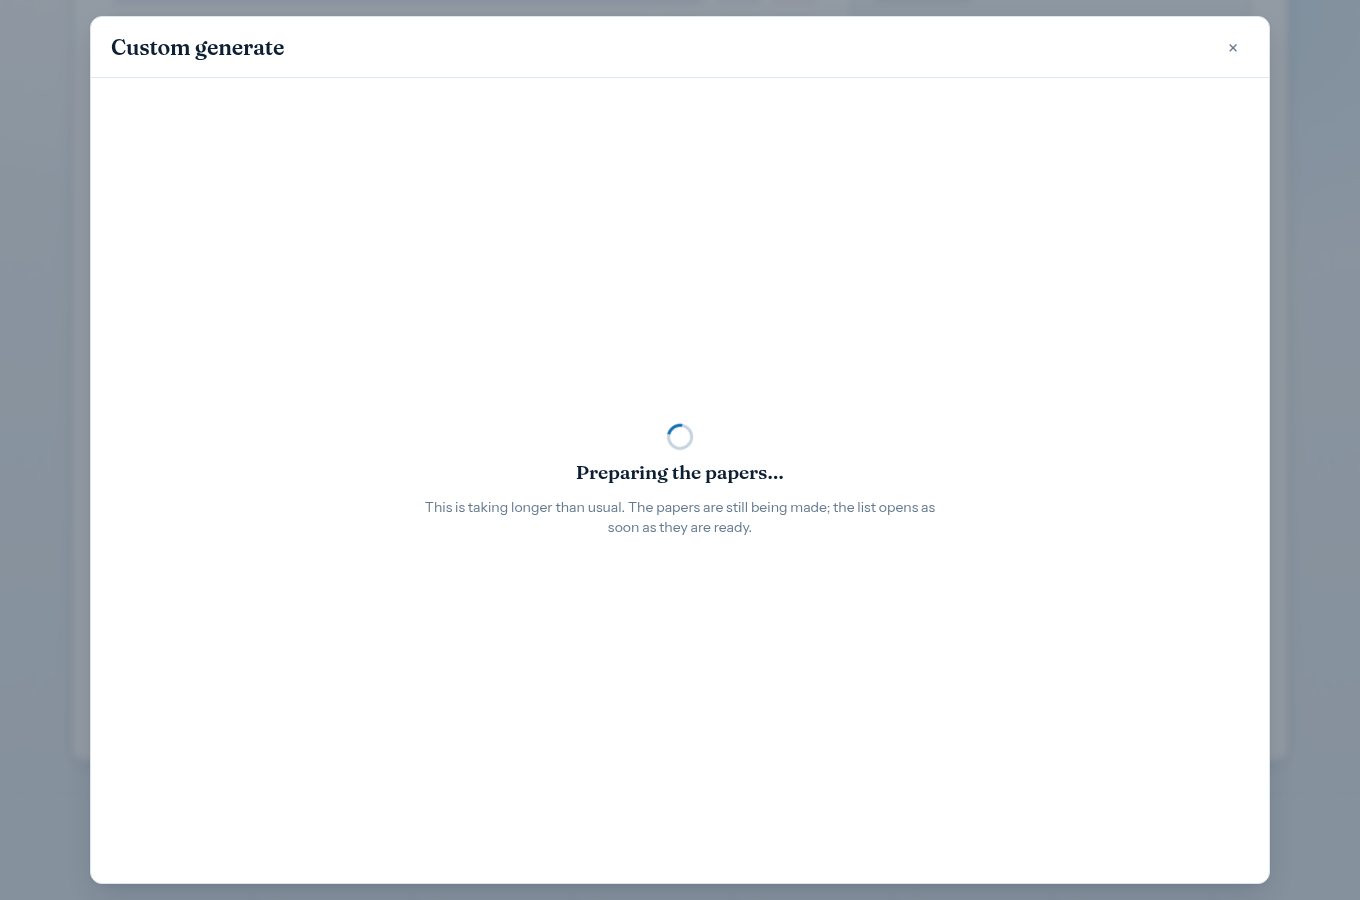 Custom generate
×
Preparing the papers...
This is taking longer than usual. The papers are still being made; the list opens as
soon as they are ready.